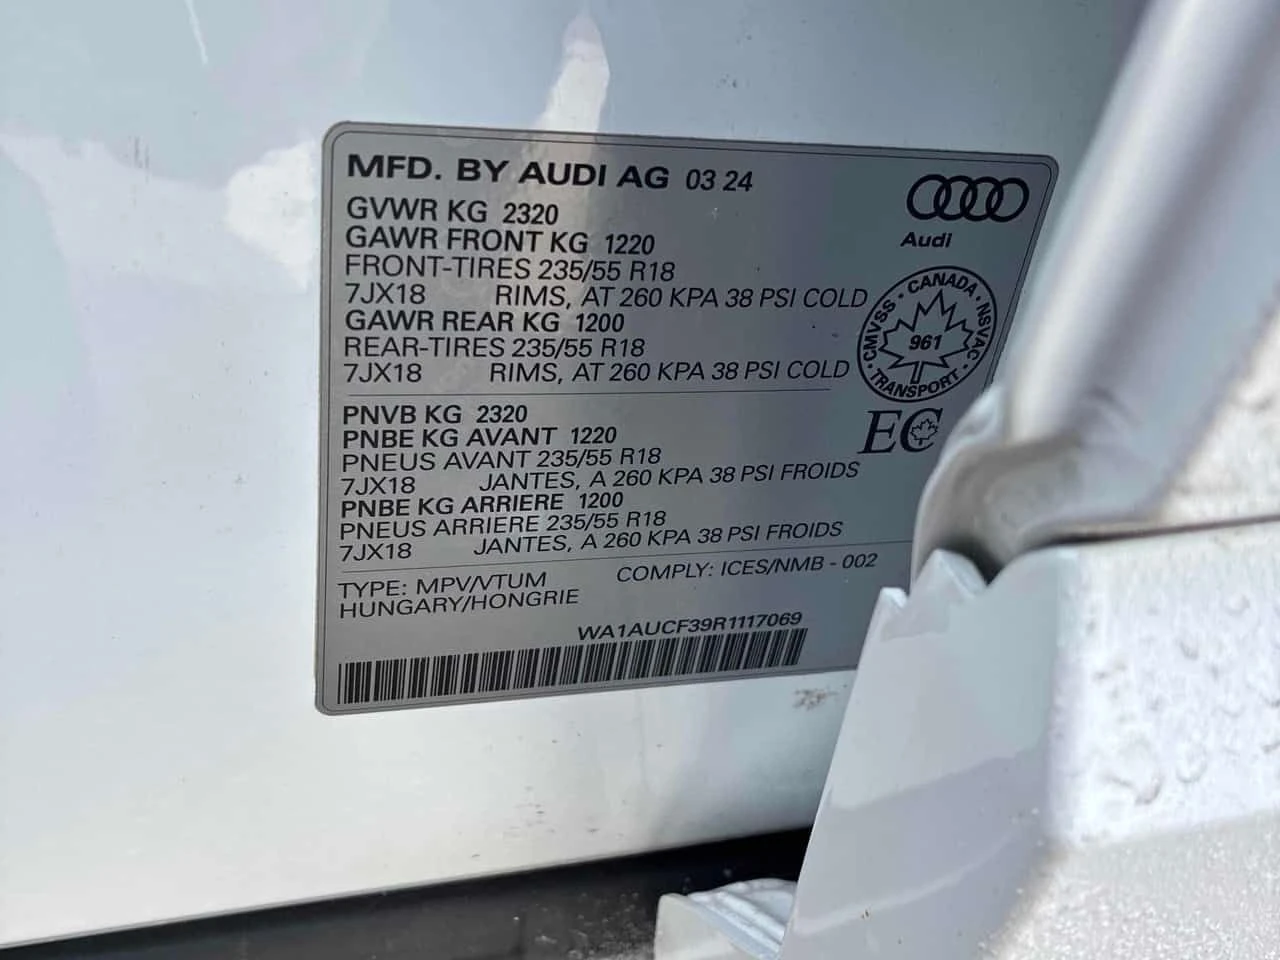 MFD. BY AUDI AG 03 24
GVWR KG 2320
GAWR FRONT KG 1220
FRONT-TIRES 235/55 R18
7JX18 RIMS, AT 260 KPA 38 PSI COLD
GAWR REAR KG 1200
REAR-TIRES 235/55 R18
7JX18 RIMS, AT 260 KPA 38 PSI COLD
Audi
CMVSS · CANADA · NSVAC
961
· TRANSPORT ·
PNVB KG 2320
PNBE KG AVANT 1220
PNEUS AVANT 235/55 R18
7JX18 JANTES, A 260 KPA 38 PSI FROIDS
PNBE KG ARRIERE 1200
PNEUS ARRIERE 235/55 R18
7JX18 JANTES, A 260 KPA 38 PSI FROIDS
EC
TYPE: MPV/VTUM COMPLY: ICES/NMB - 002
HUNGARY/HONGRIE
WA1AUCF39R1117069